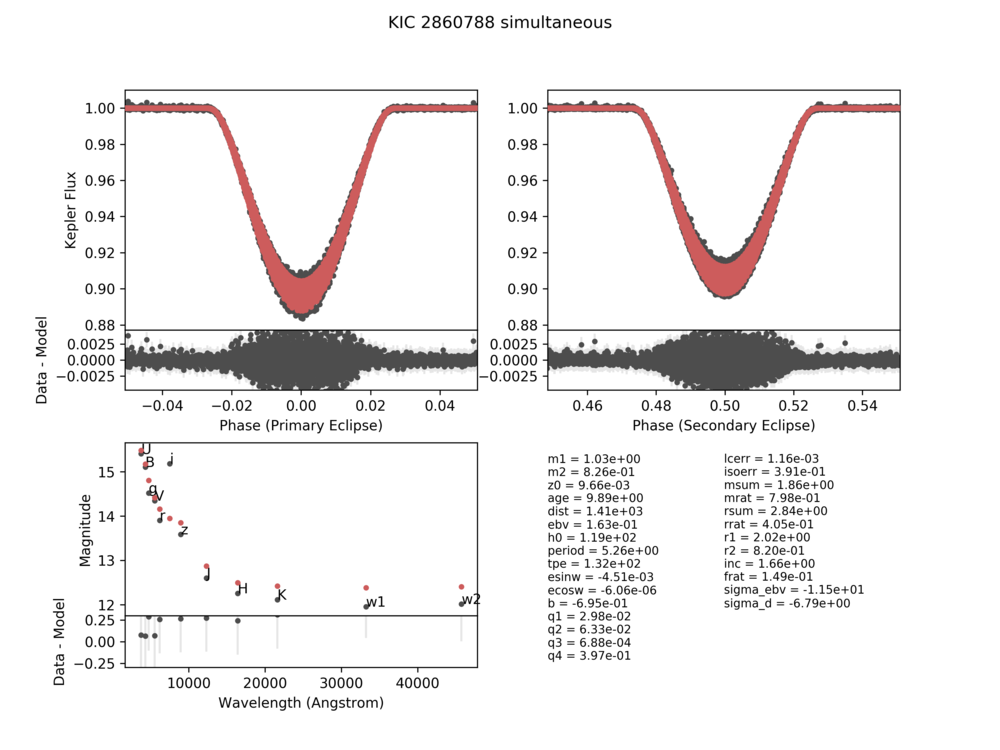 KIC 2860788 simultaneous
1.00
0.98
0.96
0.94
0.92
0.90
0.88
Kepler Flux
0.0025
0.0000
−0.0025
Data - Model
−0.04
−0.02
0.00
0.02
0.04
Phase (Primary Eclipse)
1.00
0.98
0.96
0.94
0.92
0.90
0.88
0.0025
0.0000
−0.0025
0.46
0.48
0.50
0.52
0.54
Phase (Secondary Eclipse)
15
14
13
12
Magnitude
U
B
g
V
r
i
z
J
H
K
w1
w2
0.25
0.00
−0.25
Data - Model
10000
20000
30000
40000
Wavelength (Angstrom)
m1 = 1.03e+00
m2 = 8.26e-01
z0 = 9.66e-03
age = 9.89e+00
dist = 1.41e+03
ebv = 1.63e-01
h0 = 1.19e+02
period = 5.26e+00
tpe = 1.32e+02
esinw = -4.51e-03
ecosw = -6.06e-06
b = -6.95e-01
q1 = 2.98e-02
q2 = 6.33e-02
q3 = 6.88e-04
q4 = 3.97e-01
lcerr = 1.16e-03
isoerr = 3.91e-01
msum = 1.86e+00
mrat = 7.98e-01
rsum = 2.84e+00
rrat = 4.05e-01
r1 = 2.02e+00
r2 = 8.20e-01
inc = 1.66e+00
frat = 1.49e-01
sigma_ebv = -1.15e+01
sigma_d = -6.79e+00